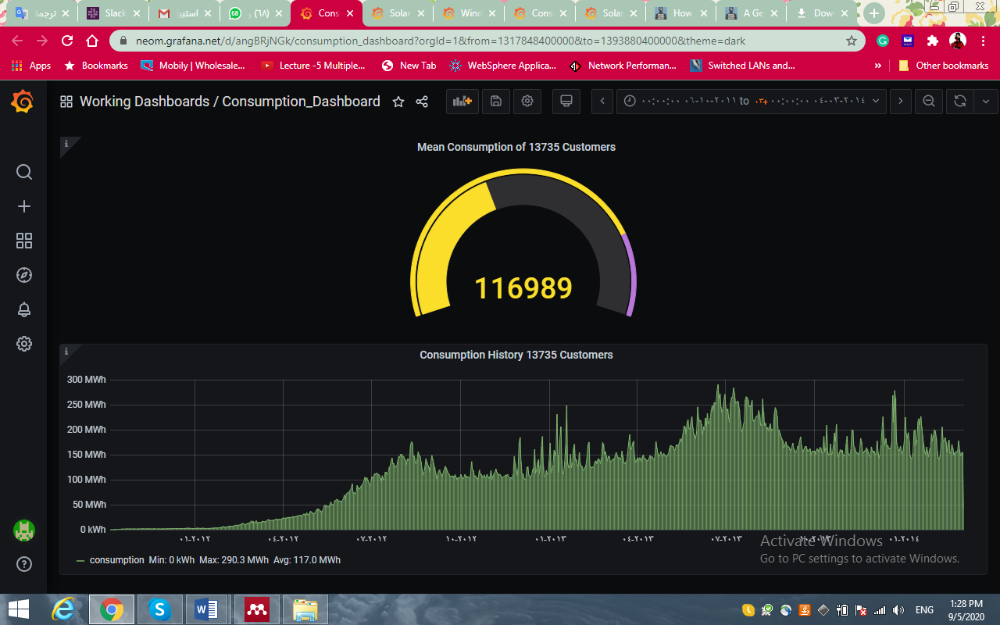 ترجما
Slack
استبيا
68
(٦٨) و
Cons
Solar
Wind
Cons
Solar
How
A Ge
Dow
neom.grafana.net/d/angBRjNGk/consumption_dashboard?orgId=1&from=1317848400000&to=1393880400000&theme=dark
Apps
Bookmarks
Mobily | Wholesale...
Lecture -5 Multiple...
New Tab
WebSphere Applica...
Network Performan...
Switched LANs and...
»
Other bookmarks
Working Dashboards / Consumption_Dashboard
٠٠:٠٠:٠٠ ٠٦-١٠-٢٠١١ to ٠٣+ ٠٠:٠٠:٠٠ ٠٤-٠٣-٢٠١٤
Mean Consumption of 13735 Customers
116989
Consumption History 13735 Customers
300 MWh
250 MWh
200 MWh
150 MWh
100 MWh
50 MWh
0 kWh
٠١-٢٠١٢
٠٤-٢٠١٢
٠٧-٢٠١٢
١٠-٢٠١٢
٠١-٢٠١٣
٠٤-٢٠١٣
٠٧-٢٠١٣
١٠-٢٠١٣
٠١-٢٠١٤
consumption Min: 0 kWh Max: 290.3 MWh Avg: 117.0 MWh
Activate Windows
Go to PC settings to activate Windows.
ENG
1:28 PM
9/5/2020